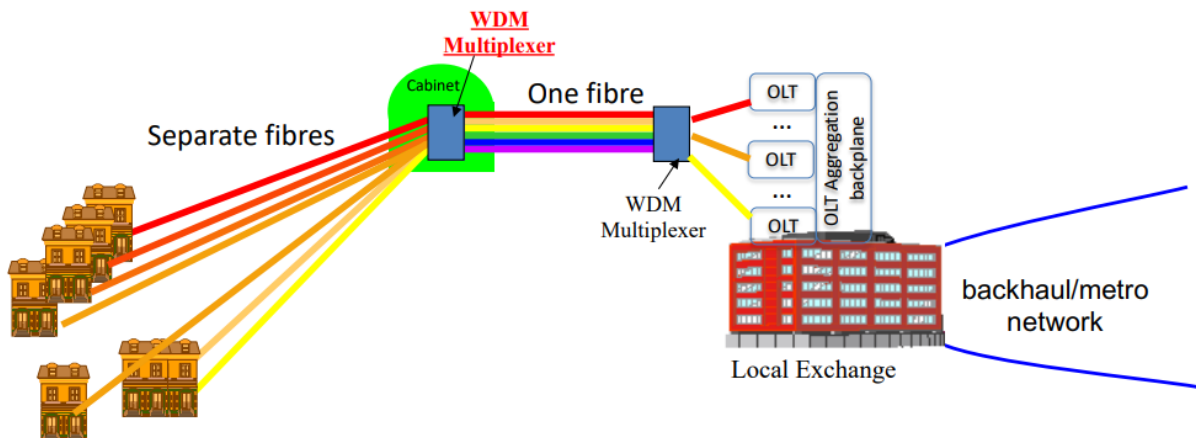 WDM
Multiplexer
Cabinet
One fibre
Separate fibres
OLT
...
OLT
...
OLT
OLT Aggregation
backplane
WDM
Multiplexer
backhaul/metro
network
Local Exchange